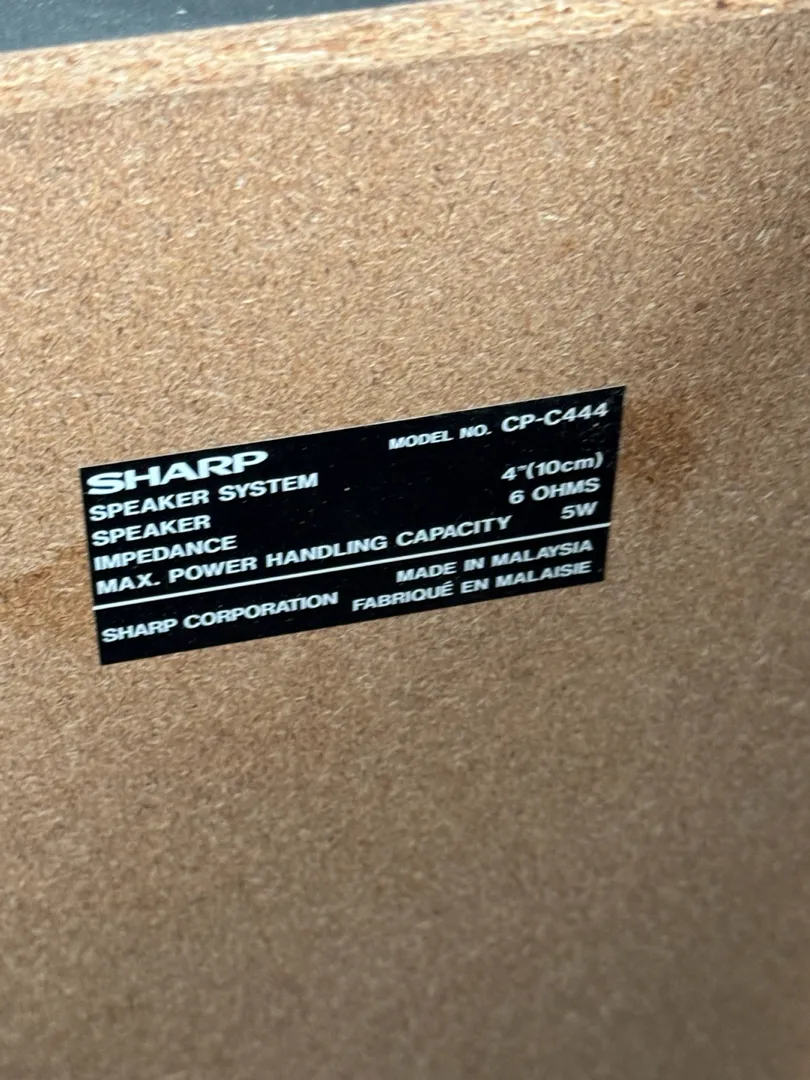 SHARP MODEL NO. CP-C444
SPEAKER SYSTEM
SPEAKER 4"(10cm)
IMPEDANCE 6 OHMS
MAX. POWER HANDLING CAPACITY 5W
MADE IN MALAYSIA
SHARP CORPORATION FABRIQUÉ EN MALAISIE